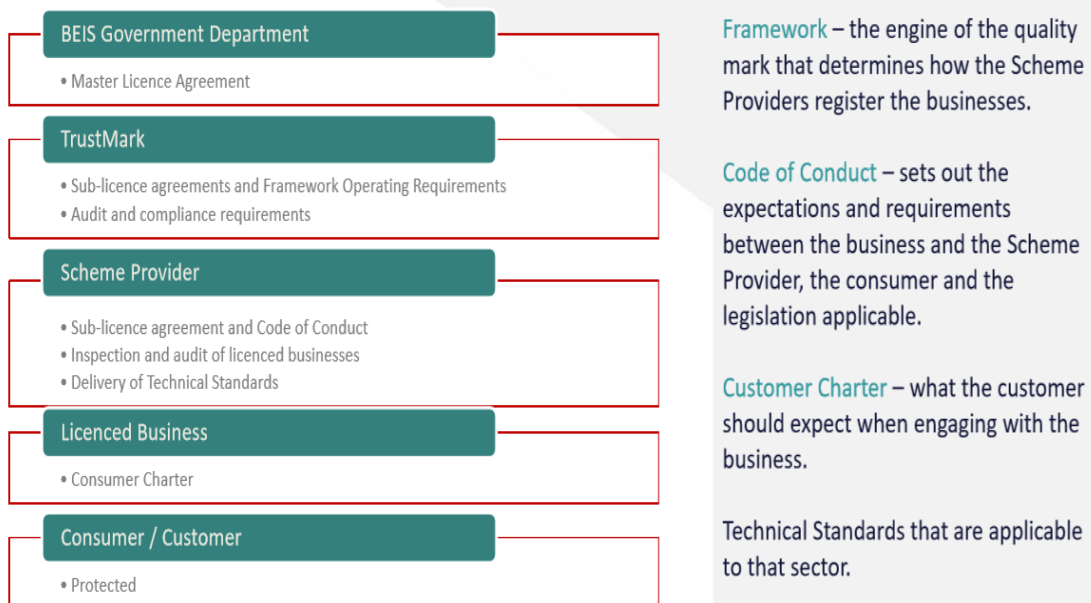 BEIS Government Department
• Master Licence Agreement
TrustMark
• Sub-licence agreements and Framework Operating Requirements
• Audit and compliance requirements
Scheme Provider
• Sub-licence agreement and Code of Conduct
• Inspection and audit of licenced businesses
• Delivery of Technical Standards
Licenced Business
• Consumer Charter
Consumer / Customer
• Protected
Framework – the engine of the quality
mark that determines how the Scheme
Providers register the businesses.
Code of Conduct – sets out the
expectations and requirements
between the business and the Scheme
Provider, the consumer and the
legislation applicable.
Customer Charter – what the customer
should expect when engaging with the
business.
Technical Standards that are applicable
to that sector.